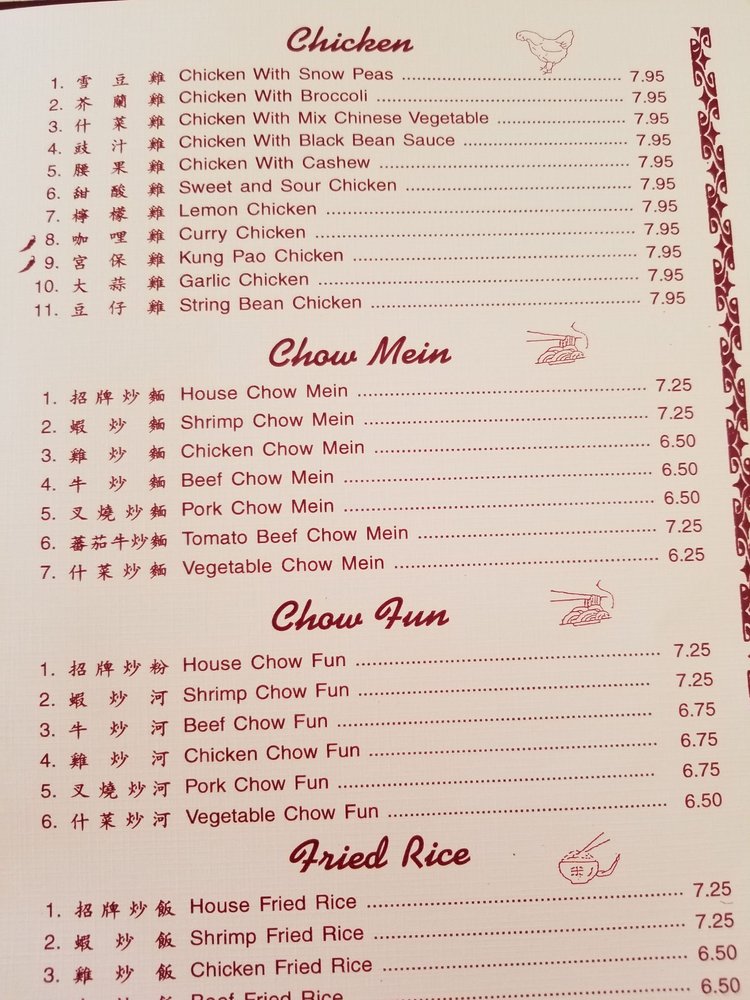 Chicken
1. 雪豆雞 Chicken With Snow Peas 7.95
2. 芥蘭雞 Chicken With Broccoli 7.95
3. 什菜雞 Chicken With Mix Chinese Vegetable 7.95
4. 豉汁雞 Chicken With Black Bean Sauce 7.95
5. 腰果雞 Chicken With Cashew 7.95
6. 甜酸雞 Sweet and Sour Chicken 7.95
7. 檸檬雞 Lemon Chicken 7.95
8. 咖哩雞 Curry Chicken 7.95
9. 宮保雞 Kung Pao Chicken 7.95
10. 大蒜雞 Garlic Chicken 7.95
11. 豆仔雞 String Bean Chicken 7.95
Chow Mein
1. 招牌炒麵 House Chow Mein 7.25
2. 蝦炒麵 Shrimp Chow Mein 7.25
3. 雞炒麵 Chicken Chow Mein 6.50
4. 牛炒麵 Beef Chow Mein 6.50
5. 叉燒炒麵 Pork Chow Mein 6.50
6. 蕃茄牛炒麵 Tomato Beef Chow Mein 7.25
7. 什菜炒麵 Vegetable Chow Mein 6.25
Chow Fun
1. 招牌炒粉 House Chow Fun 7.25
2. 蝦炒河 Shrimp Chow Fun 7.25
3. 牛炒河 Beef Chow Fun 6.75
4. 雞炒河 Chicken Chow Fun 6.75
5. 叉燒炒河 Pork Chow Fun 6.75
6. 什菜炒河 Vegetable Chow Fun 6.50
Fried Rice
米
1. 招牌炒飯 House Fried Rice 7.25
2. 蝦炒飯 Shrimp Fried Rice 7.25
3. 雞炒飯 Chicken Fried Rice 6.50
Beef Fried Rice 6.50